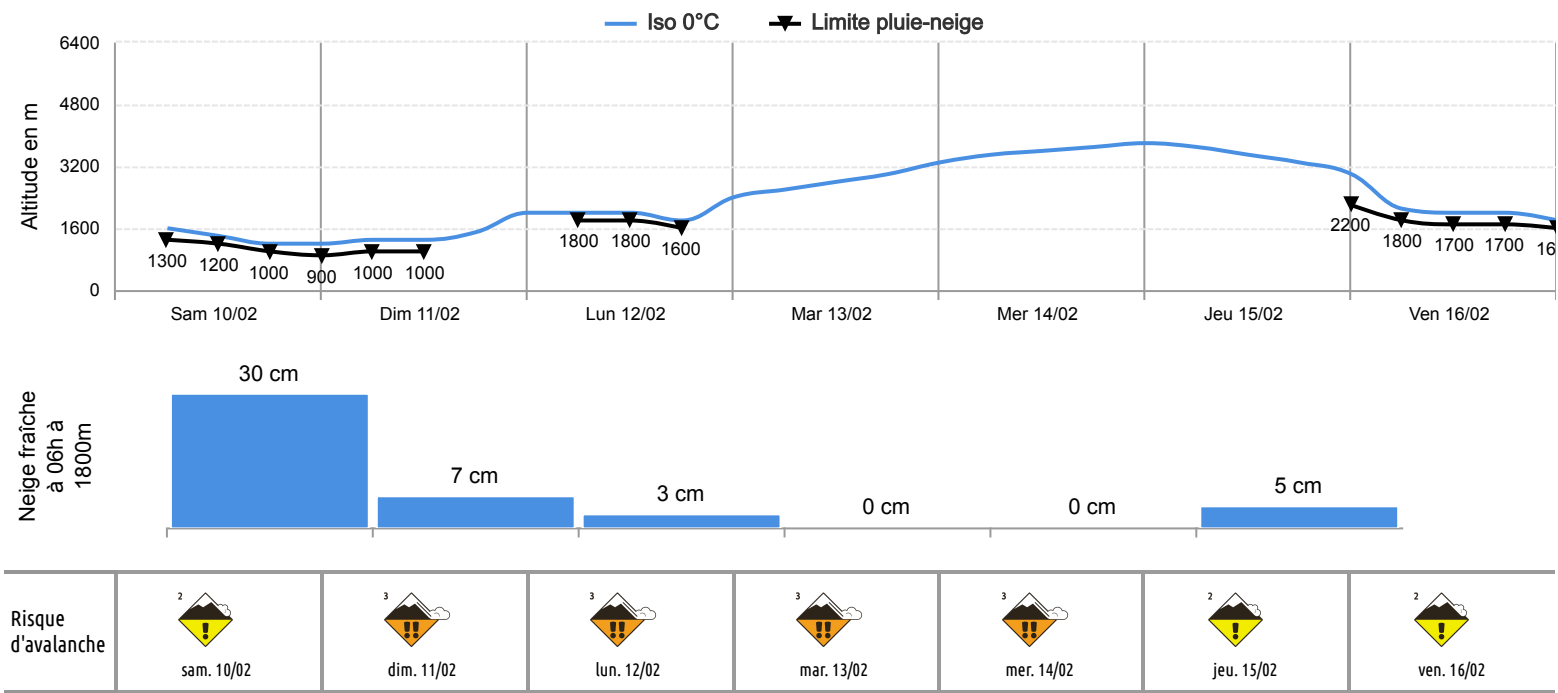 Iso 0°C Limite pluie-neige
6400
4800
3200
1600
0
Altitude en m
1300 1200 1000 900 1000 1000 1800 1800 1600 2200 1800 1700 1700 16
Sam 10/02 Dim 11/02 Lun 12/02 Mar 13/02 Mer 14/02 Jeu 15/02 Ven 16/02
Neige fraîche
à 06h à
1800m
30 cm 7 cm 3 cm 0 cm 0 cm 5 cm
Risque
d'avalanche
2 3 3 3 3 2 2
! !! !! !! !! ! !
sam. 10/02 dim. 11/02 lun. 12/02 mar. 13/02 mer. 14/02 jeu. 15/02 ven. 16/02